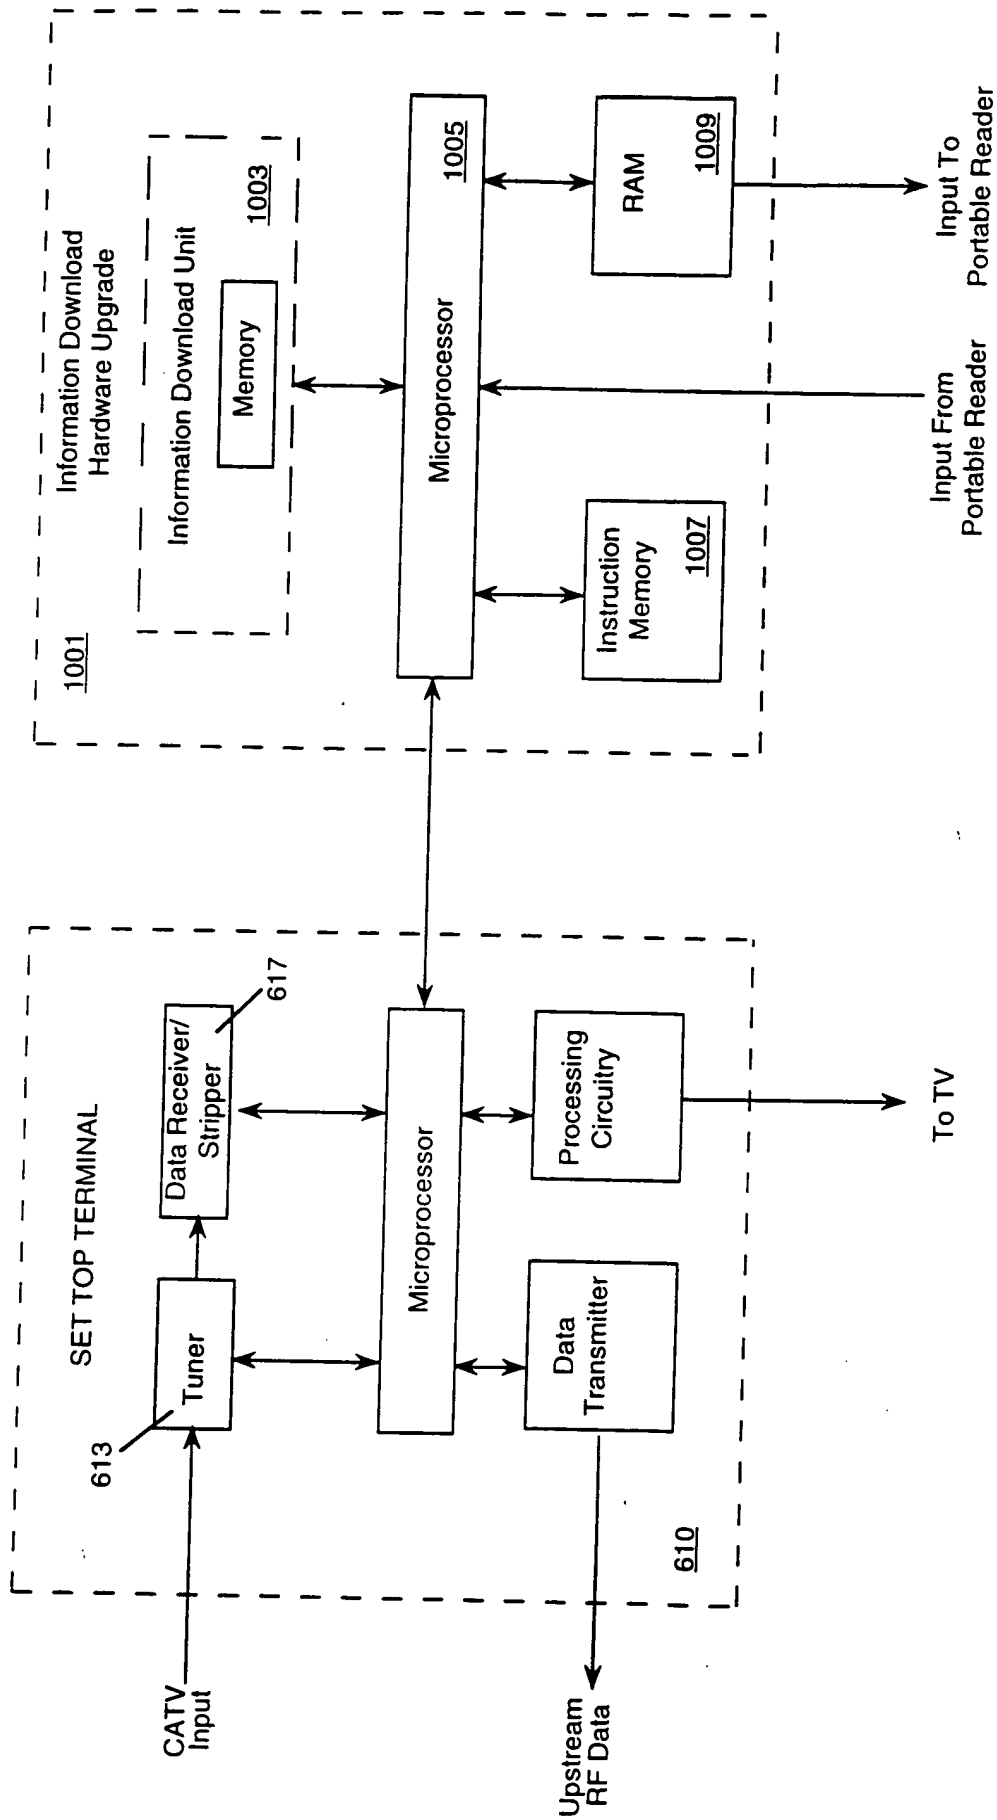 SET TOP TERMINAL
613
Tuner
Data Receiver/
Stripper
617
CATV
Input
Microprocessor
Data
Transmitter
Processing
Circuitry
Upstream
RF Data
610
To TV
1001
Information Download
Hardware Upgrade
Information Download Unit
1003
Memory
Microprocessor
1005
Instruction
Memory
1007
RAM
1009
Input From
Portable Reader
Input To
Portable Reader